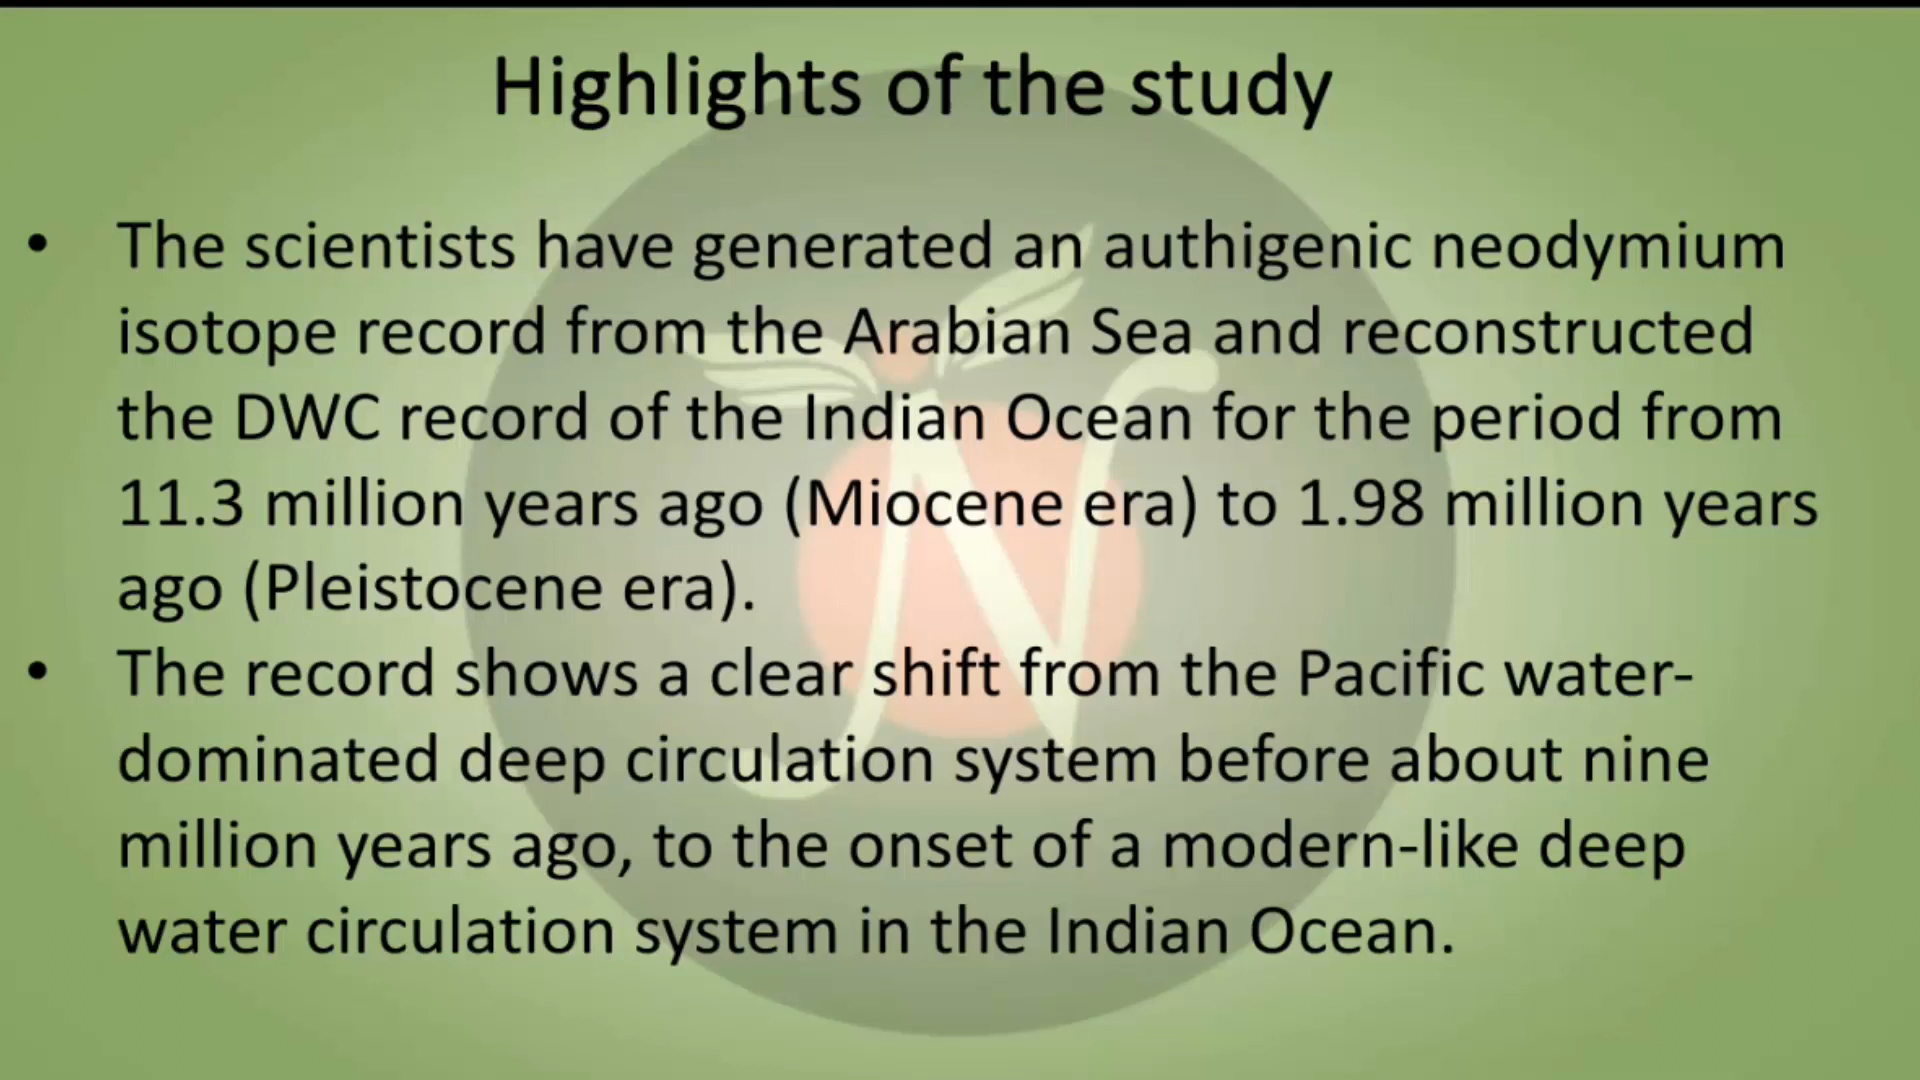 Highlights of the study
• The scientists have generated an authigenic neodymium
isotope record from the Arabian Sea and reconstructed
the DWC record of the Indian Ocean for the period from
11.3 million years ago (Miocene era) to 1.98 million years
ago (Pleistocene era).
• The record shows a clear shift from the Pacific water-
dominated deep circulation system before about nine
million years ago, to the onset of a modern-like deep
water circulation system in the Indian Ocean.